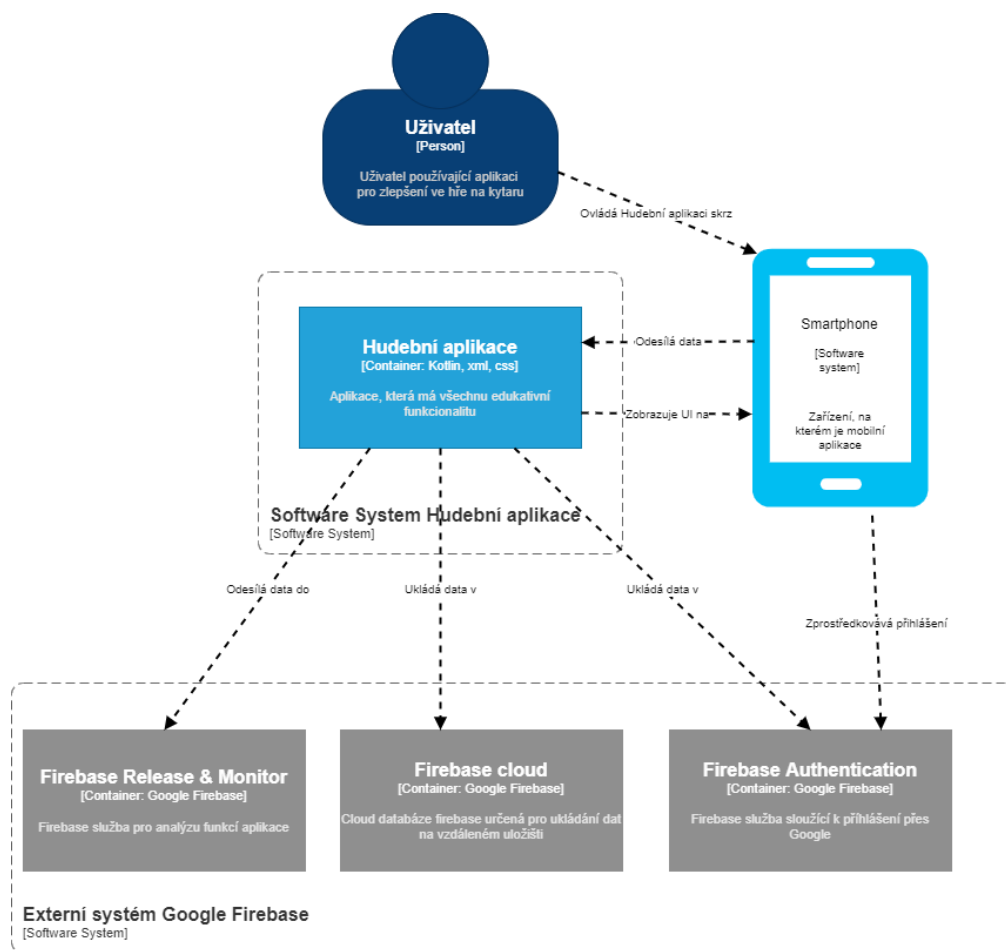 Uživatel
[Person]
Uživatel používající aplikaci
pro zlepšení ve hře na kytaru
Ovládá Hudební aplikaci skrz
Smartphone
[Software
system]
Zařízení, na
kterém je mobilní
aplikace
Hudební aplikace
[Container: Kotlin, xml, css]
Aplikace, která má všechnu edukativní
funkcionalitu
Odesílá data
Zobrazuje UI na
Software System Hudební aplikace
[Software System]
Odesílá data do
Ukládá data v
Ukládá data v
Zprostředkovává přihlášení
Firebase Release & Monitor
[Container: Google Firebase]
Firebase služba pro analýzu funkcí aplikace
Firebase cloud
[Container: Google Firebase]
Cloud databáze firebase určená pro ukládání dat
na vzdáleném uložišti
Firebase Authentication
[Container: Google Firebase]
Firebase služba sloužící k příhlášení přes
Google
Externí systém Google Firebase
[Software System]